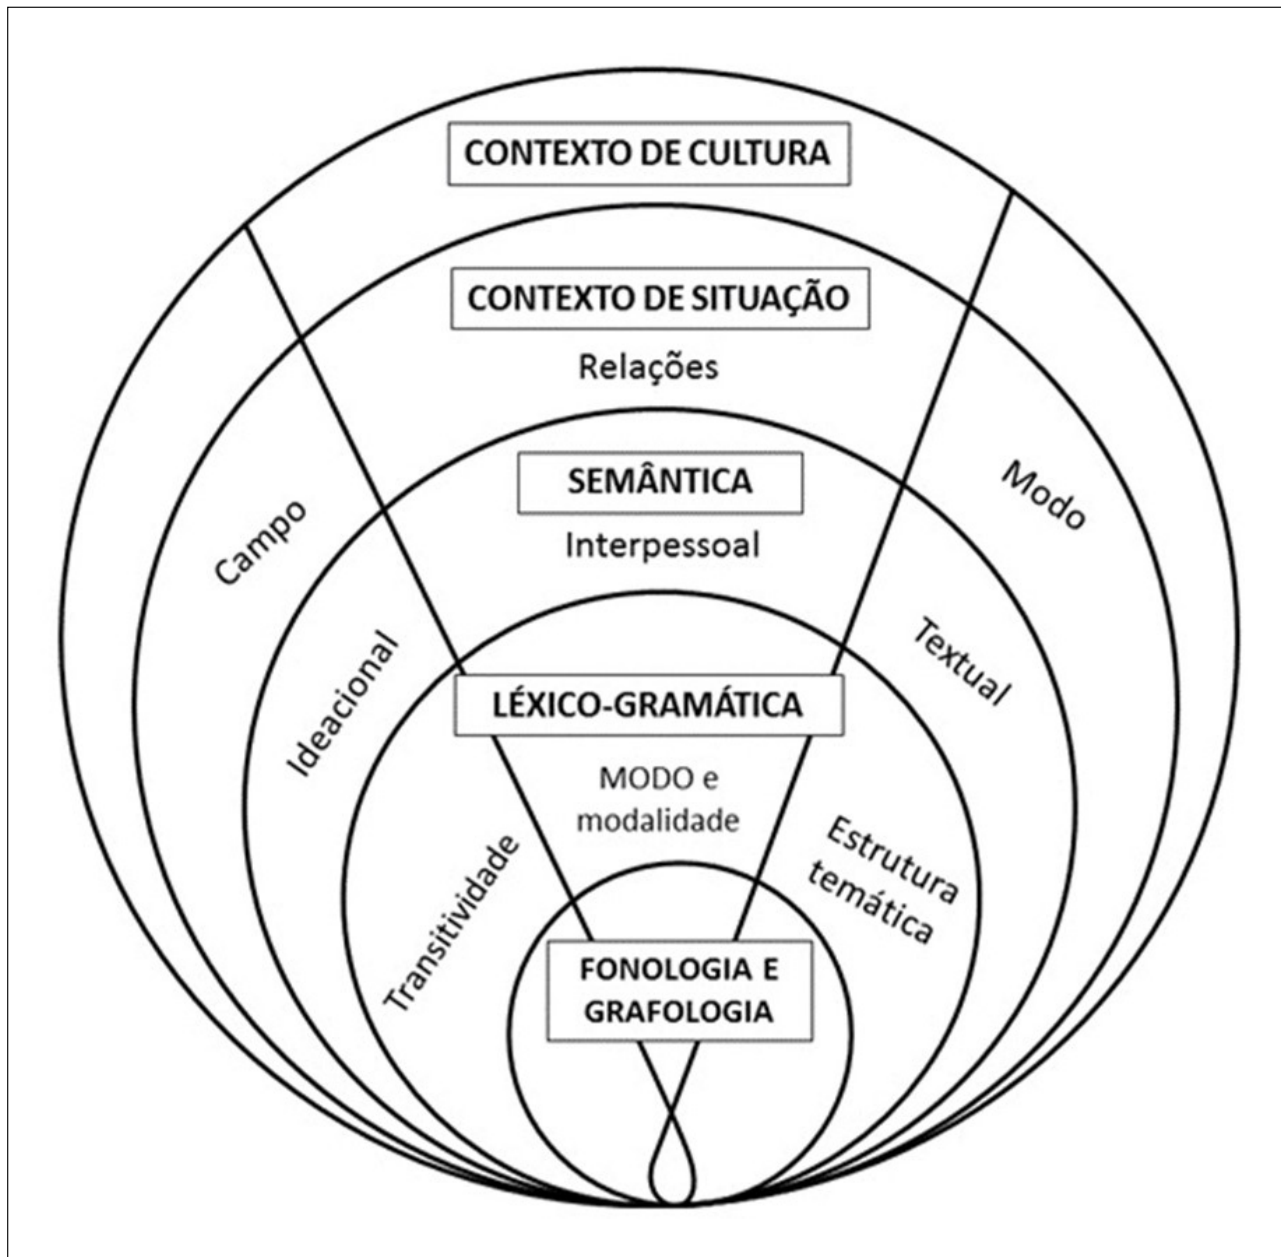 CONTEXTO DE CULTURA
CONTEXTO DE SITUAÇÃO
Relações
Campo
Modo
SEMÂNTICA
Interpessoal
Ideacional
Textual
LÉXICO-GRAMÁTICA
MODO e
modalidade
Transitividade
Estrutura
temática
FONOLOGIA E
GRAFOLOGIA